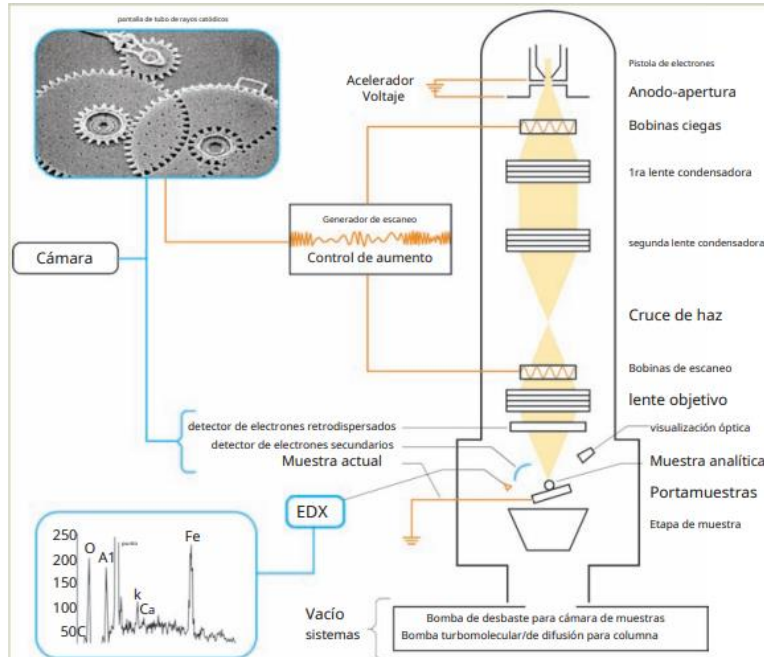 pantalla de tubo de rayos catódicos
Acelerador
Voltaje
Pistola de electrones
Anodo-apertura
Bobinas ciegas
1ra lente condensadora
Generador de escaneo
Control de aumento
segunda lente condensadora
Cámara
Cruce de haz
Bobinas de escaneo
lente objetivo
detector de electrones retrodispersados
visualización óptica
detector de electrones secundarios
Muestra actual
Muestra analítica
Portamuestras
EDX
Etapa de muestra
250
200
150
100
50
C
O
A1
punto
k
Ca
Fe
Vacío
sistemas
Bomba de desbaste para cámara de muestras
Bomba turbomolecular/de difusión para columna